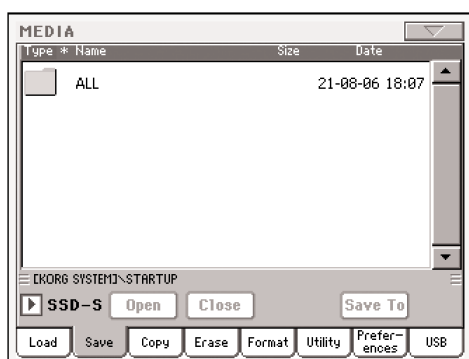 MEDIA
Type * Name Size Date
ALL 21-08-06 18:07
[KORG SYSTEM]\STARTUP
SSD-S Open Close Save To
Load Save Copy Erase Format Utility Prefer-ences USB